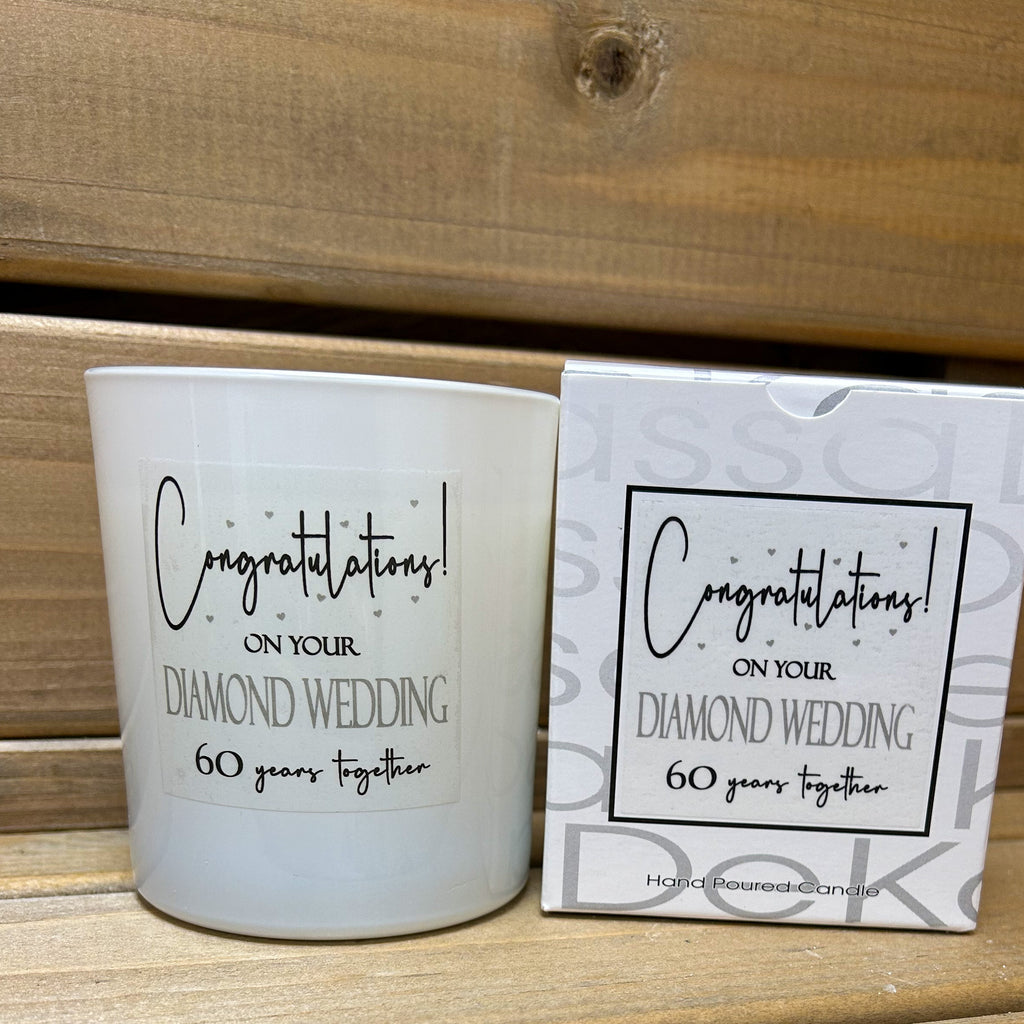 Congratulations!
ON YOUR
DIAMOND WEDDING
60 years together
Congratulations!
ON YOUR
DIAMOND WEDDING
60 years together
Hand Poured Candle